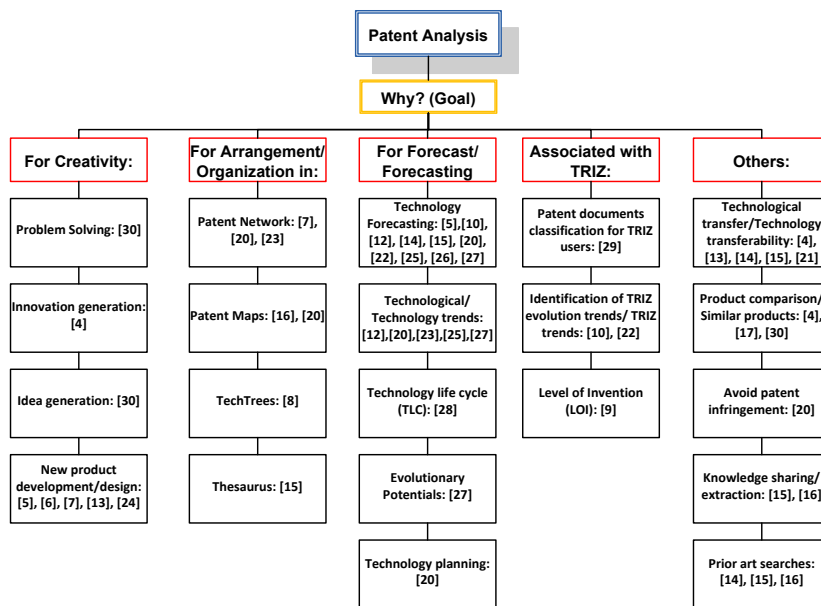 Patent Analysis
Why? (Goal)
For Creativity:
Problem Solving: [30]
Innovation generation:
[4]
Idea generation: [30]
New product
development/design:
[5], [6], [7], [13], [24]
For Arrangement/
Organization in:
Patent Network: [7],
[20], [23]
Patent Maps: [16], [20]
TechTrees: [8]
Thesaurus: [15]
For Forecast/
Forecasting
Technology
Forecasting: [5],[10],
[12], [14], [15], [20],
[22], [25], [26], [27]
Technological/
Technology trends:
[12],[20],[23],[25],[27]
Technology life cycle
(TLC): [28]
Evolutionary
Potentials: [27]
Technology planning:
[20]
Associated with
TRIZ:
Patent documents
classification for TRIZ
users: [29]
Identification of TRIZ
evolution trends/ TRIZ
trends: [10], [22]
Level of Invention
(LOI): [9]
Others:
Technological
transfer/Technology
transferability: [4],
[13], [14], [15], [21]
Product comparison/
Similar products: [4],
[17], [30]
Avoid patent
infringement: [20]
Knowledge sharing/
extraction: [15], [16]
Prior art searches:
[14], [15], [16]